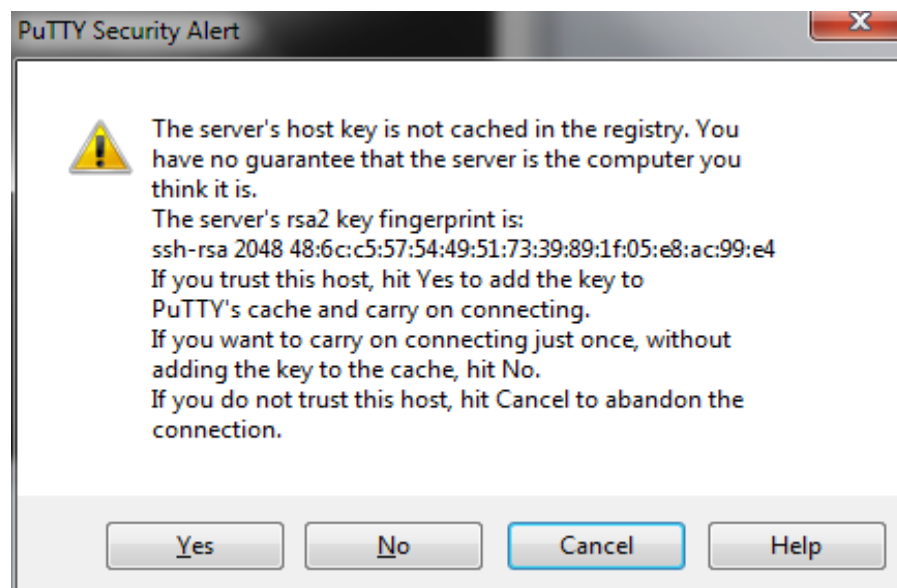 PuTTY Security Alert
The server's host key is not cached in the registry. You
have no guarantee that the server is the computer you
think it is.
The server's rsa2 key fingerprint is:
ssh-rsa 2048 48:6c:c5:57:54:49:51:73:39:89:1f:05:e8:ac:99:e4
If you trust this host, hit Yes to add the key to
PuTTY's cache and carry on connecting.
If you want to carry on connecting just once, without
adding the key to the cache, hit No.
If you do not trust this host, hit Cancel to abandon the
connection.
Yes No Cancel Help